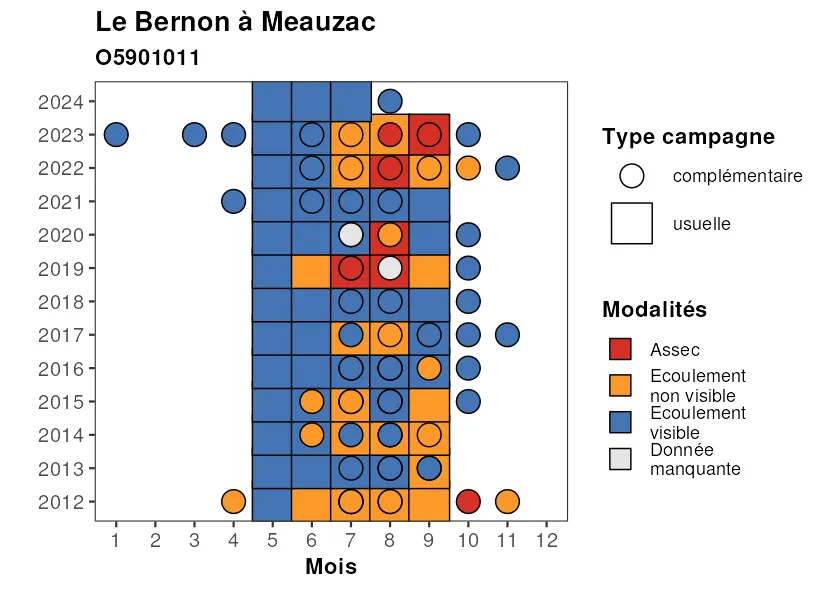 Le Bernon à Meauzac
O5901011
2024
2023
2022
2021
2020
2019
2018
2017
2016
2015
2014
2013
2012
1 2 3 4 5 6 7 8 9 10 11 12
Mois
Type campagne
complémentaire
usuelle
Modalités
Assec
Ecoulement
non visible
Ecoulement
visible
Donnée
manquante